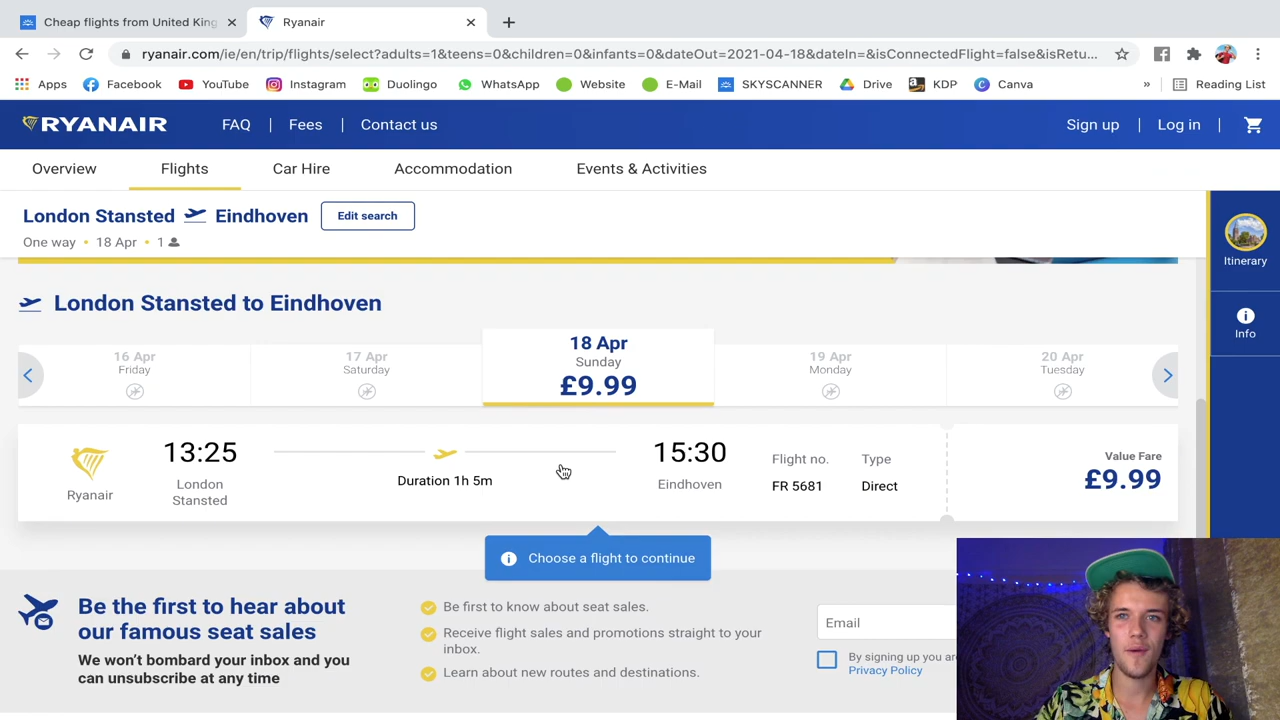 Cheap flights from United King
Ryanair
ryanair.com/ie/en/trip/flights/select?adults=1&teens=0&children=0&infants=0&dateOut=2021-04-18&dateIn=&isConnectedFlight=false&isRetu...
Apps Facebook YouTube Instagram Duolingo WhatsApp Website E-Mail SKYSCANNER Drive KDP Canva » Reading List
RYANAIR FAQ | Fees | Contact us Sign up | Log in |
Overview Flights Car Hire Accommodation Events & Activities
London Stansted Eindhoven Edit search
One way • 18 Apr • 1
Itinerary
Info
London Stansted to Eindhoven
16 Apr 17 Apr 18 Apr 19 Apr 20 Apr
Friday Saturday Sunday Monday Tuesday
£9.99
13:25 15:30
Ryanair London Stansted Duration 1h 5m Eindhoven
Flight no. Type
FR 5681 Direct
Value Fare
£9.99
Choose a flight to continue
Be the first to hear about
our famous seat sales
We won't bombard your inbox and you
can unsubscribe at any time
Be first to know about seat sales.
Receive flight sales and promotions straight to your
inbox.
Learn about new routes and destinations.
Email
By signing up you are
Privacy Policy